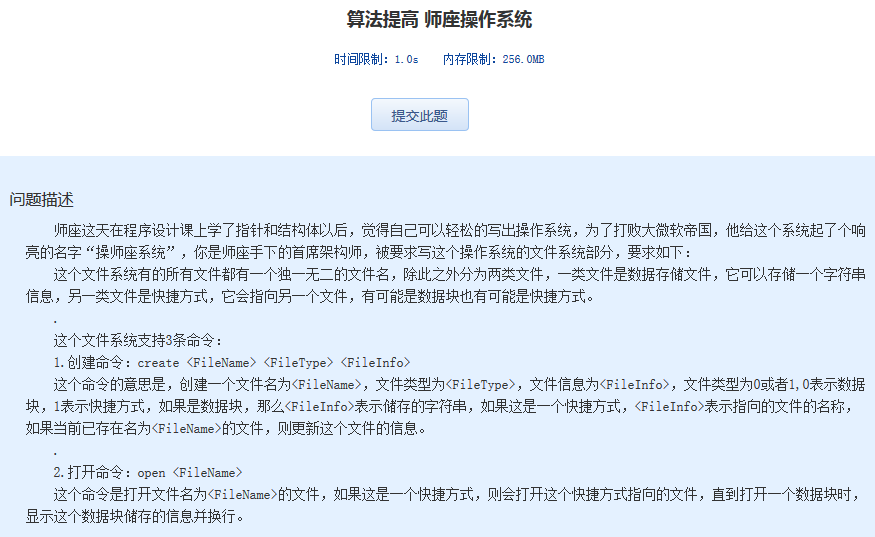 算法提高 师座操作系统
时间限制：1.0s 内存限制：256.0MB
提交此题
问题描述
师座这天在程序设计课上学了指针和结构体以后，觉得自己可以轻松的写出操作系统，为了打败大微软帝国，他给这个系统起了个响
亮的名字“操师座系统”，你是师座手下的首席架构师，被要求写这个操作系统的文件系统部分，要求如下：
这个文件系统有的所有文件都有一个独一无二的文件名，除此之外分为两类文件，一类文件是数据存储文件，它可以存储一个字符串
信息，另一类文件是快捷方式，它会指向另一个文件，有可能是数据块也有可能是快捷方式。
.
这个文件系统支持3条命令：
1.创建命令：create <FileName> <FileType> <FileInfo>
这个命令的意思是，创建一个文件名为<FileName>，文件类型为<FileType>，文件信息为<FileInfo>，文件类型为0或者1,0表示数据
块，1表示快捷方式，如果是数据块，那么<FileInfo>表示储存的字符串，如果这是一个快捷方式，<FileInfo>表示指向的文件的名称，
如果当前已存在名为<FileName>的文件，则更新这个文件的信息。
.
2.打开命令：open <FileName>
这个命令是打开文件名为<FileName>的文件，如果这是一个快捷方式，则会打开这个快捷方式指向的文件，直到打开一个数据块时，
显示这个数据块储存的信息并换行。